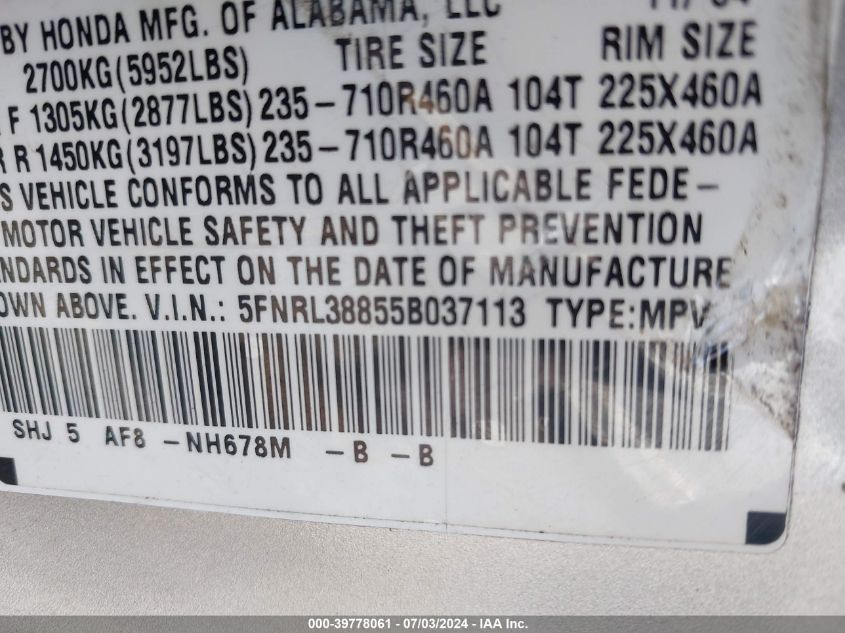 BY HONDA MFG. OF ALABAMA, LLC
2700KG(5952LBS) TIRE SIZE RIM SIZE
F 1305KG(2877LBS) 235-710R460A 104T 225X460A
R R 1450KG(3197LBS) 235-710R460A 104T 225X460A
S VEHICLE CONFORMS TO ALL APPLICABLE FEDE-
MOTOR VEHICLE SAFETY AND THEFT PREVENTION
NDARDS IN EFFECT ON THE DATE OF MANUFACTURE
OWN ABOVE. V.I.N.: 5FNRL38855B037113 TYPE:MPV
SHJ 5 AF8 -NH678M -B -B
000-39778061 - 07/03/2024 - IAA Inc.